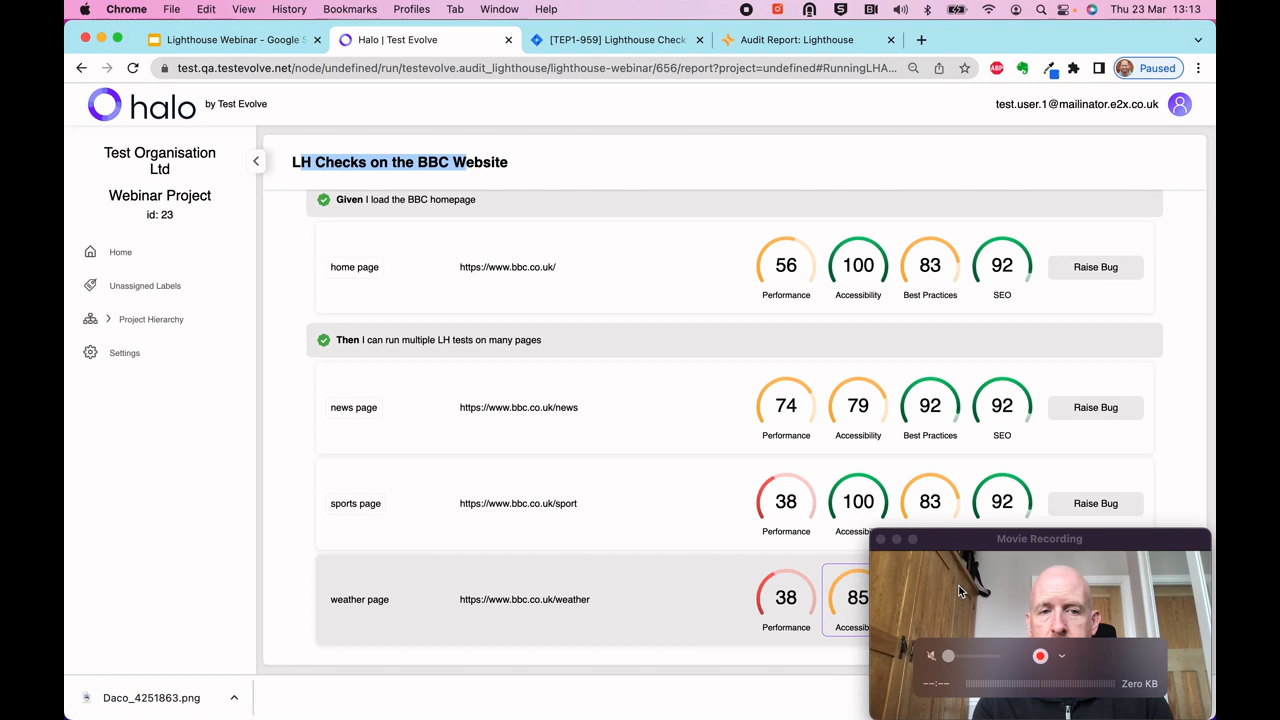 Chrome File Edit View History Bookmarks Profiles Tab Window Help Thu 23 Mar 13:13
Lighthouse Webinar - Google S Halo | Test Evolve [TEP1-959] Lighthouse Check Audit Report: Lighthouse
test.qa.testevolve.net/node/undefined/run/testevolve.audit_lighthouse/lighthouse-webinar/656/report?project=undefined#RunningLHA... ABP Paused
halo by Test Evolve test.user.1@mailinator.e2x.co.uk
Test Organisation
Ltd
Webinar Project
id: 23
Home
Unassigned Labels
Project Hierarchy
Settings
LH Checks on the BBC Website
Given I load the BBC homepage
home page https://www.bbc.co.uk/ 56 100 83 92 Raise Bug
Performance Accessibility Best Practices SEO
Then I can run multiple LH tests on many pages
news page https://www.bbc.co.uk/news 74 79 92 92 Raise Bug
Performance Accessibility Best Practices SEO
sports page https://www.bbc.co.uk/sport 38 100 83 92 Raise Bug
Performance Accessib
Movie Recording
weather page https://www.bbc.co.uk/weather 38 85
Performance Accessib
--:-- Zero KB
Daco_4251863.png